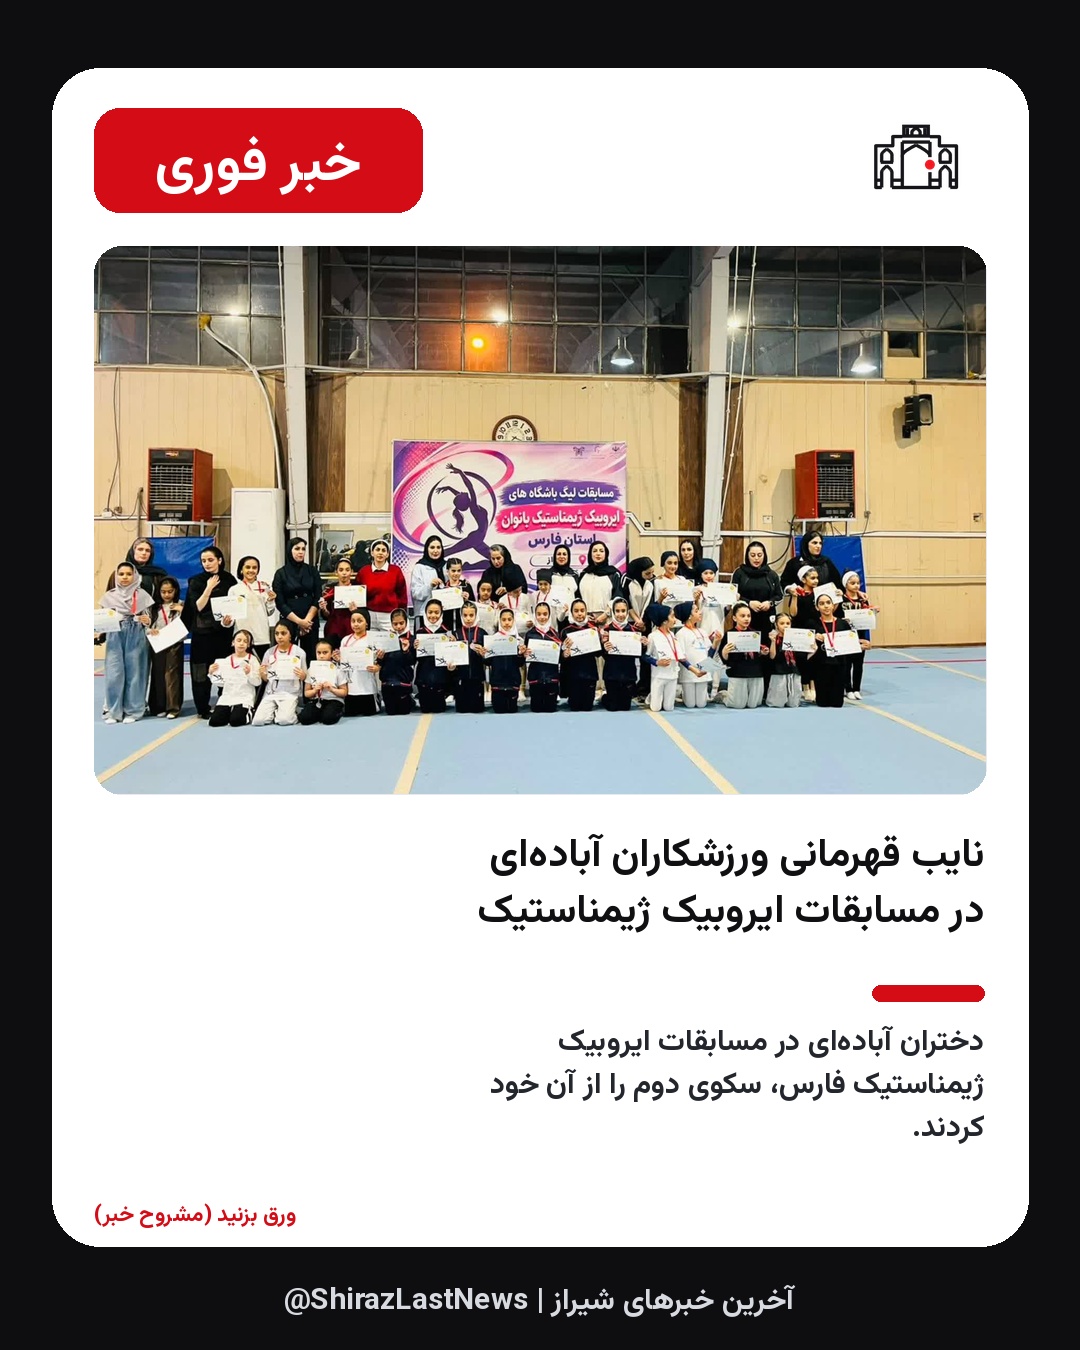 خبر فوری
مسابقات لیگ باشگاه های
ایروبیک ژیمناستیک بانوان
استان فارس
نایب قهرمانی ورزشکاران آباده‌ای
در مسابقات ایروبیک ژیمناستیک
دختران آباده‌ای در مسابقات ایروبیک
ژیمناستیک فارس، سکوی دوم را از آن خود
کردند.
ورق بزنید (مشروح خبر)
آخرین خبرهای شیراز | @ShirazLastNews